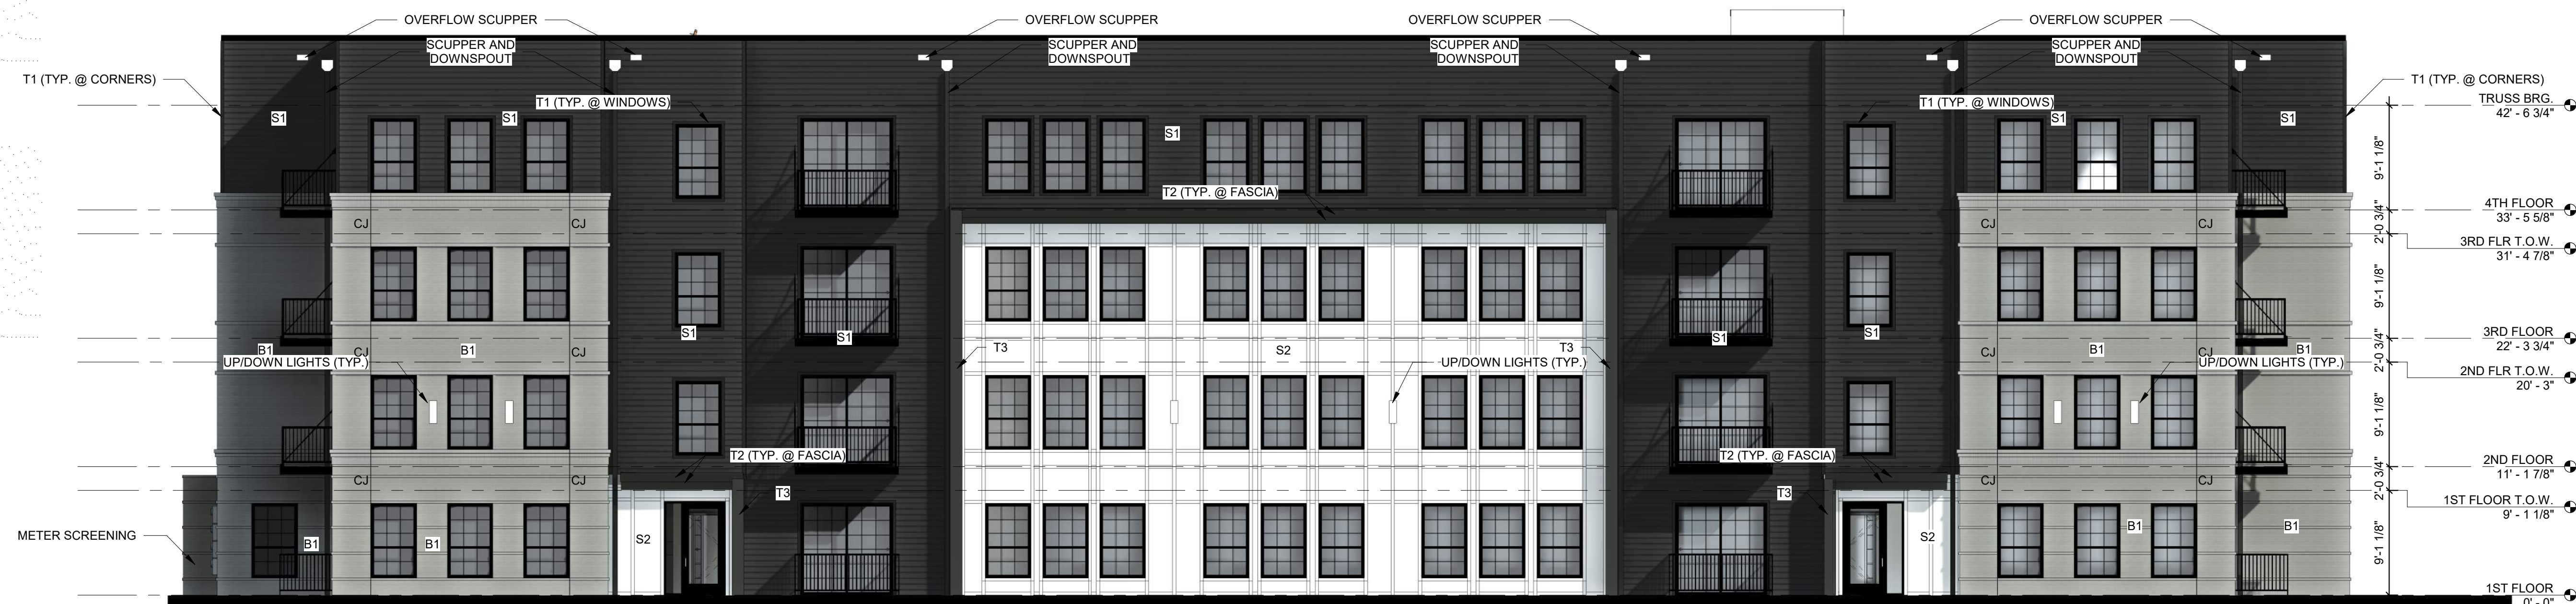 OVERFLOW SCUPPER
OVERFLOW SCUPPER
OVERFLOW SCUPPER
OVERFLOW SCUPPER
SCUPPER AND
DOWNSPOUT
SCUPPER AND
DOWNSPOUT
SCUPPER AND
DOWNSPOUT
SCUPPER AND
DOWNSPOUT
T1 (TYP. @ CORNERS)
T1 (TYP. @ CORNERS)
T1 (TYP. @ WINDOWS)
T1 (TYP. @ WINDOWS)
TRUSS BRG.
42' - 6 3/4"
S1
S1
S1
S1
S1
9'-1 1/8"
T2 (TYP. @ FASCIA)
4TH FLOOR
33' - 5 5/8"
CJ
CJ
CJ
CJ
2'-0 3/4"
3RD FLR T.O.W.
31' - 4 7/8"
9'-1 1/8"
S1
S1
S1
S1
3RD FLOOR
22' - 3 3/4"
B1
CJ
B1
CJ
T3
S2
T3
CJ
B1
CJ
B1
2'-0 3/4"
UP/DOWN LIGHTS (TYP.)
UP/DOWN LIGHTS (TYP.)
UP/DOWN LIGHTS (TYP.)
2ND FLR T.O.W.
20' - 3"
9'-1 1/8"
T2 (TYP. @ FASCIA)
T2 (TYP. @ FASCIA)
2ND FLOOR
11' - 1 7/8"
CJ
CJ
T3
T3
CJ
CJ
2'-0 3/4"
1ST FLOOR T.O.W.
9' - 1 1/8"
METER SCREENING
B1
B1
S2
S2
B1
B1
9'-1 1/8"
1ST FLOOR
0' - 0"